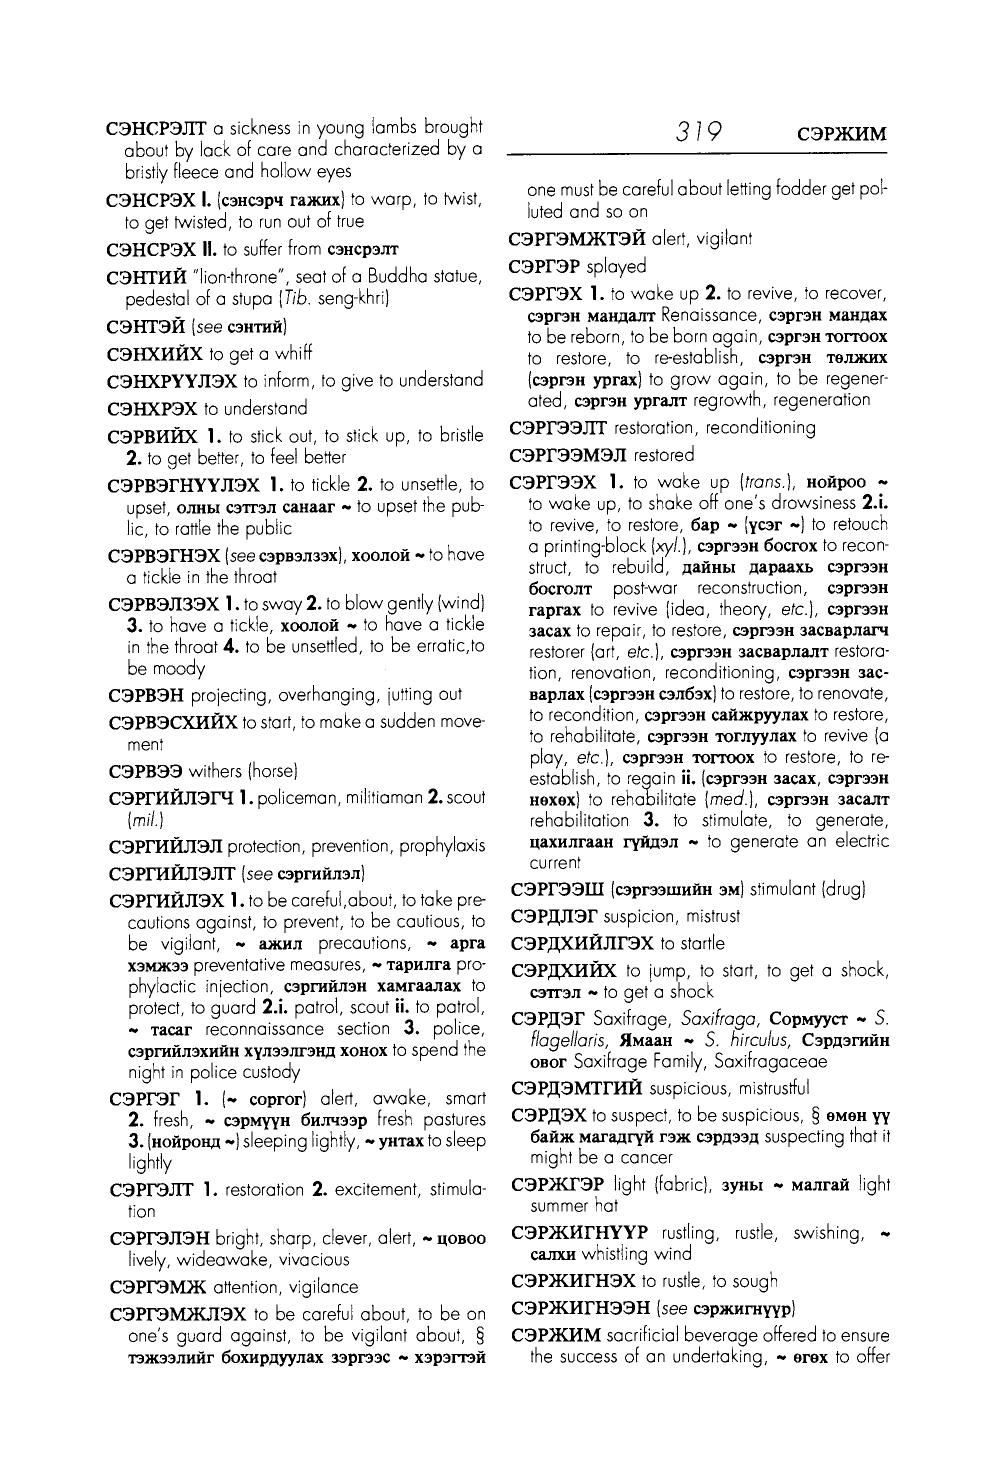 СЭНСРЭЛТ a sickness in young lambs brought
about by lack of care and characterized by a
bristly fleece and hollow eyes
СЭНСРЭХ I. (сэнсэрч гажих) to warp, to twist,
to get twisted, to run out of true
СЭНСРЭХ II. to suffer from сэнсрэлт
СЭНТИЙ "lion-throne", seat of a Buddha statue,
pedestal of a stupa (Tib. seng-khri)
СЭНТЭЙ (see сэнтий)
СЭНХИЙХ to get a whiff
СЭНХРҮҮЛЭХ to inform, to give to understand
СЭНХРЭХ to understand
СЭРВИЙХ 1. to stick out, to stick up, to bristle
2. to get better, to feel better
СЭРВЭГНҮҮЛЭХ 1. to tickle 2. to unsettle, to
upset, олны сэтгэл санааг ~ to upset the pub-
lic, to rattle the public
СЭРВЭГНЭХ (see сэрвэлзэх), хоолой ~ to have
a tickle in the throat
СЭРВЭЛЗЭХ 1. to sway 2. to blow gently (wind)
3. to have a tickle, хоолой ~ to have a tickle
in the throat 4. to be unsettled, to be erratic,to
be moody
СЭРВЭН projecting, overhanging, jutting out
СЭРВЭСХИЙХ to start, to make a sudden move-
ment
СЭРВЭЭ withers (horse)
СЭРГИЙЛЭГЧ 1. policeman, militiaman 2. scout
(mil.)
СЭРГИЙЛЭЛ protection, prevention, prophylaxis
СЭРГИЙЛЭЛТ (see сэргийлэл)
СЭРГИЙЛЭХ 1. to be careful,about, to take pre-
cautions against, to prevent, to be cautious, to
be vigilant, ~ ажил precautions, ~ арга
хэмжээ preventative measures, ~ тарилга pro-
phylactic injection, сэргийлэн хамгаалах to
protect, to guard 2.i. patrol, scout ii. to patrol,
~ тасаг reconnaissance section 3. police,
сэргийлэхийн хүлээлгэнд хонох to spend the
night in police custody
СЭРГЭГ 1. (~ соргог) alert, awake, smart
2. fresh, ~ сэрмүүн билчээр fresh pastures
3. (нойронд ~) sleeping lightly, ~ унтах to sleep
lightly
СЭРГЭЛТ 1. restoration 2. excitement, stimula-
tion
СЭРГЭЛЭН bright, sharp, clever, alert, ~ цовоо
lively, wideawake, vivacious
СЭРГЭМЖ attention, vigilance
СЭРГЭМЖЛЭХ to be careful about, to be on
one's guard against, to be vigilant about, §
тэжээлийг бохирдуулах зэргээс ~ хэрэгтэй
319 СЭРЖИМ
one must be careful about letting fodder get pol-
luted and so on
СЭРГЭМЖТЭЙ alert, vigilant
СЭРГЭР splayed
СЭРГЭХ 1. to wake up 2. to revive, to recover,
сэргэн мандалт Renaissance, сэргэн мандах
to be reborn, to be born again, сэргэн тогтоох
to restore, to re-establish, сэргэн төлжих
(сэргэн ургах) to grow again, to be regener-
ated, сэргэн ургалт regrowth, regeneration
СЭРГЭЭЛТ restoration, reconditioning
СЭРГЭЭМЭЛ restored
СЭРГЭЭХ 1. to wake up (trans.), нойроо ~
to wake up, to shake off one's drowsiness 2.i.
to revive, to restore, бар ~ (үсэг ~) to retouch
a printing-block (xyl.), сэргээн босгох to recon-
struct, to rebuild, дайны дараахь сэргээн
босголт post-war reconstruction, сэргээн
гаргах to revive (idea, theory, etc.), сэргээн
засах to repair, to restore, сэргээн засварлагч
restorer (art, etc.), сэргээн засварлалт restora-
tion, renovation, reconditioning, сэргээн зас-
варлах (сэргээн сэлбэх) to restore, to renovate,
to recondition, сэргээн сайжруулах to restore,
to rehabilitate, сэргээн тоглуулах to revive (a
play, etc.), сэргээн тогтоох to restore, to re-
establish, to regain ii. (сэргээн засах, сэргээн
нөхөх) to rehabilitate (med.), сэргээн засалт
rehabilitation 3. to stimulate, to generate,
цахилгаан гүйдэл ~ to generate an electric
current
СЭРГЭЭШ (сэргээшийн эм) stimulant (drug)
СЭРДЛЭГ suspicion, mistrust
СЭРДХИЙЛГЭХ to startle
СЭРДХИЙХ to jump, to start, to get a shock,
сэтгэл ~ to get a shock
СЭРДЭГ Saxifrage, Saxifraga, Сормууст ~ S.
flagellaris, Ямаан ~ S. hirculus, Сэрдэгийн
овог Saxifrage Family, Saxifragaceae
СЭРДЭМТГИЙ suspicious, mistrustful
СЭРДЭХ to suspect, to be suspicious, § өмөн үү
байж магадгүй гэж сэрдээд suspecting that it
might be a cancer
СЭРЖГЭР light (fabric), зуны ~ малгай light
summer hat
СЭРЖИГНҮҮР rustling, rustle, swishing, ~
салхи whistling wind
СЭРЖИГНЭХ to rustle, to sough
СЭРЖИГНЭЭН (see сэржигнүүр)
СЭРЖИМ sacrificial beverage offered to ensure
the success of an undertaking, ~ өгөх to offer